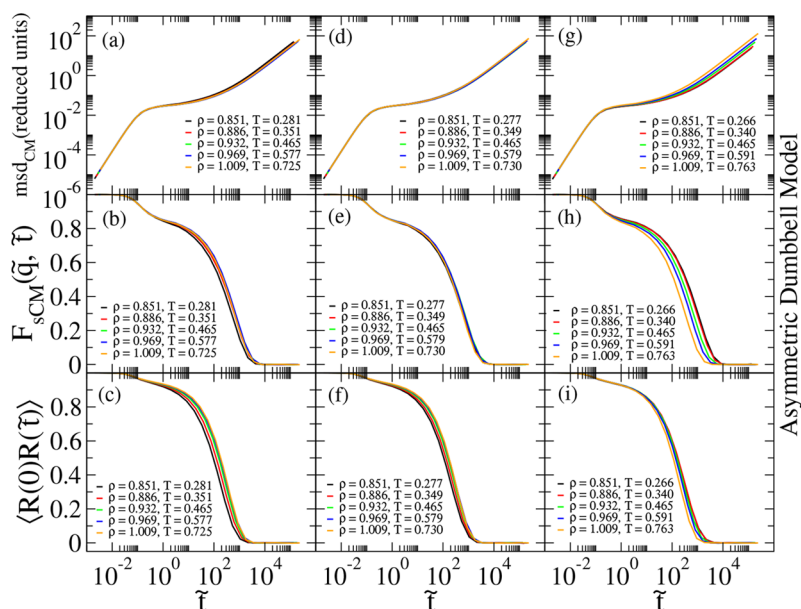 msd_CM (reduced units)
10^2
10^0
10^-2
10^-4
10^-6
(a)
ρ = 0.851, T = 0.281
ρ = 0.886, T = 0.351
ρ = 0.932, T = 0.465
ρ = 0.969, T = 0.577
ρ = 1.009, T = 0.725
(d)
ρ = 0.851, T = 0.277
ρ = 0.886, T = 0.349
ρ = 0.932, T = 0.465
ρ = 0.969, T = 0.579
ρ = 1.009, T = 0.730
(g)
ρ = 0.851, T = 0.266
ρ = 0.886, T = 0.340
ρ = 0.932, T = 0.465
ρ = 0.969, T = 0.591
ρ = 1.009, T = 0.763
F_sCM(q̃, t̃)
1
0.8
0.6
0.4
0.2
0
(b)
ρ = 0.851, T = 0.281
ρ = 0.886, T = 0.351
ρ = 0.932, T = 0.465
ρ = 0.969, T = 0.577
ρ = 1.009, T = 0.725
(e)
ρ = 0.851, T = 0.277
ρ = 0.886, T = 0.349
ρ = 0.932, T = 0.465
ρ = 0.969, T = 0.579
ρ = 1.009, T = 0.730
(h)
ρ = 0.851, T = 0.266
ρ = 0.886, T = 0.340
ρ = 0.932, T = 0.465
ρ = 0.969, T = 0.591
ρ = 1.009, T = 0.763
⟨R(0)R(t̃)⟩
0.8
0.6
0.4
0.2
0
(c)
ρ = 0.851, T = 0.281
ρ = 0.886, T = 0.351
ρ = 0.932, T = 0.465
ρ = 0.969, T = 0.577
ρ = 1.009, T = 0.725
(f)
ρ = 0.851, T = 0.277
ρ = 0.886, T = 0.349
ρ = 0.932, T = 0.465
ρ = 0.969, T = 0.579
ρ = 1.009, T = 0.730
(i)
ρ = 0.851, T = 0.266
ρ = 0.886, T = 0.340
ρ = 0.932, T = 0.465
ρ = 0.969, T = 0.591
ρ = 1.009, T = 0.763
10^-2 10^0 10^2 10^4
10^-2 10^0 10^2 10^4
10^-2 10^0 10^2 10^4
t̃ t̃ t̃
Asymmetric Dumbbell Model